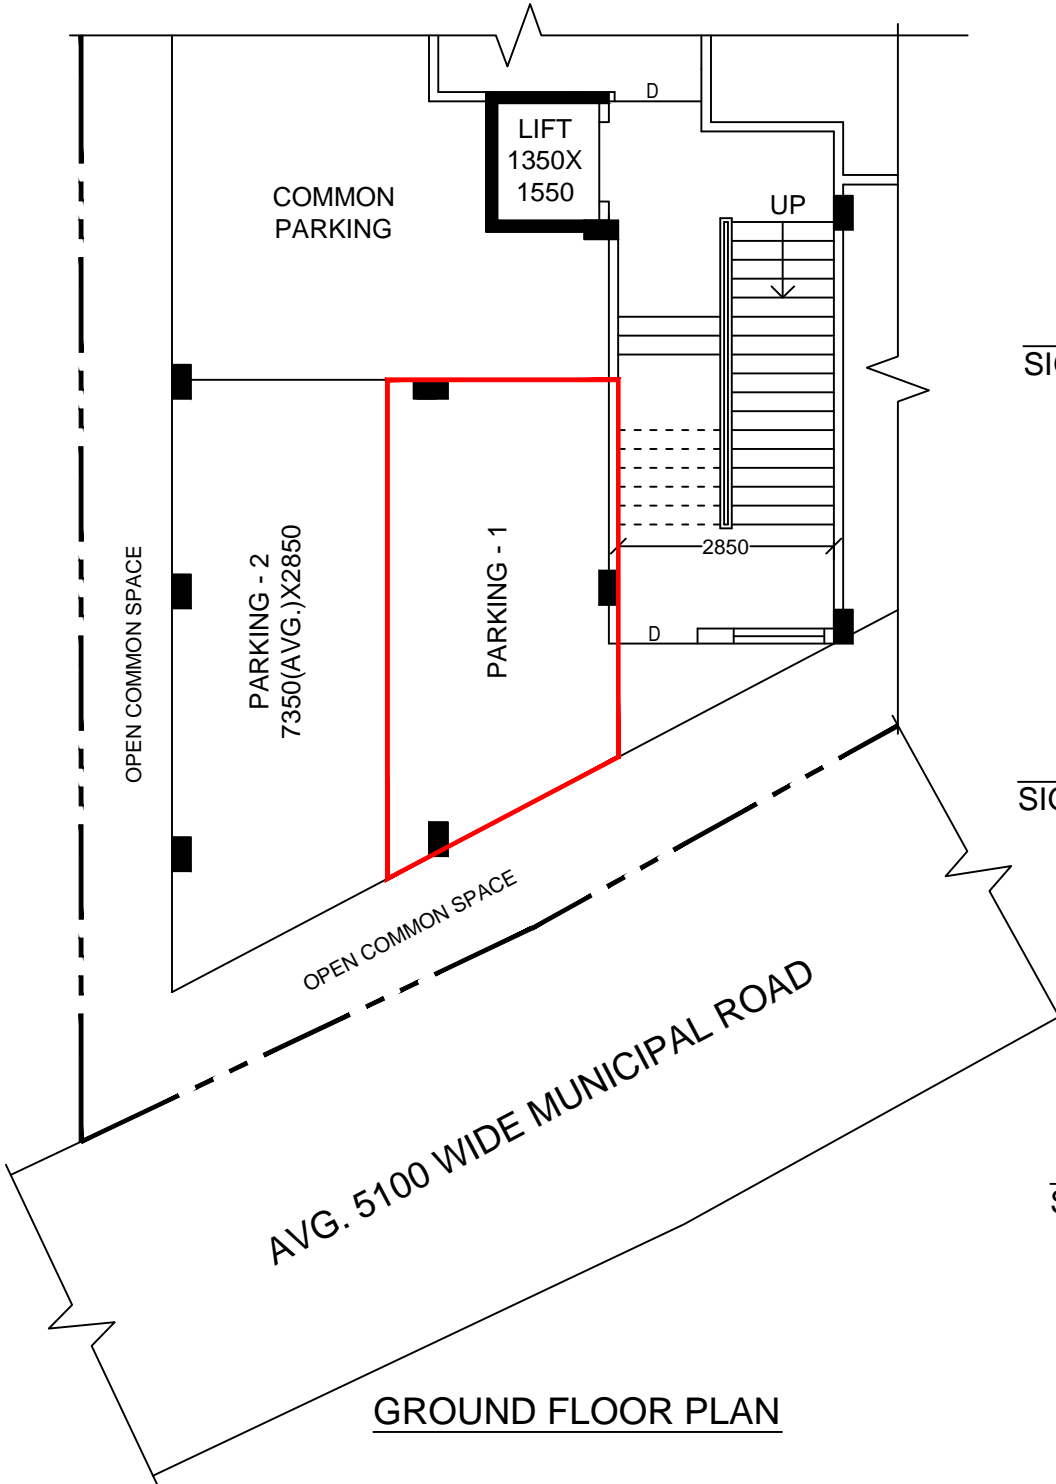 D
LIFT
1350X
1550
COMMON
PARKING
UP
2850
PARKING - 1
PARKING - 2
7350(AVG.)X2850
OPEN COMMON SPACE
D
OPEN COMMON SPACE
AVG. 5100 WIDE MUNICIPAL ROAD
GROUND FLOOR PLAN